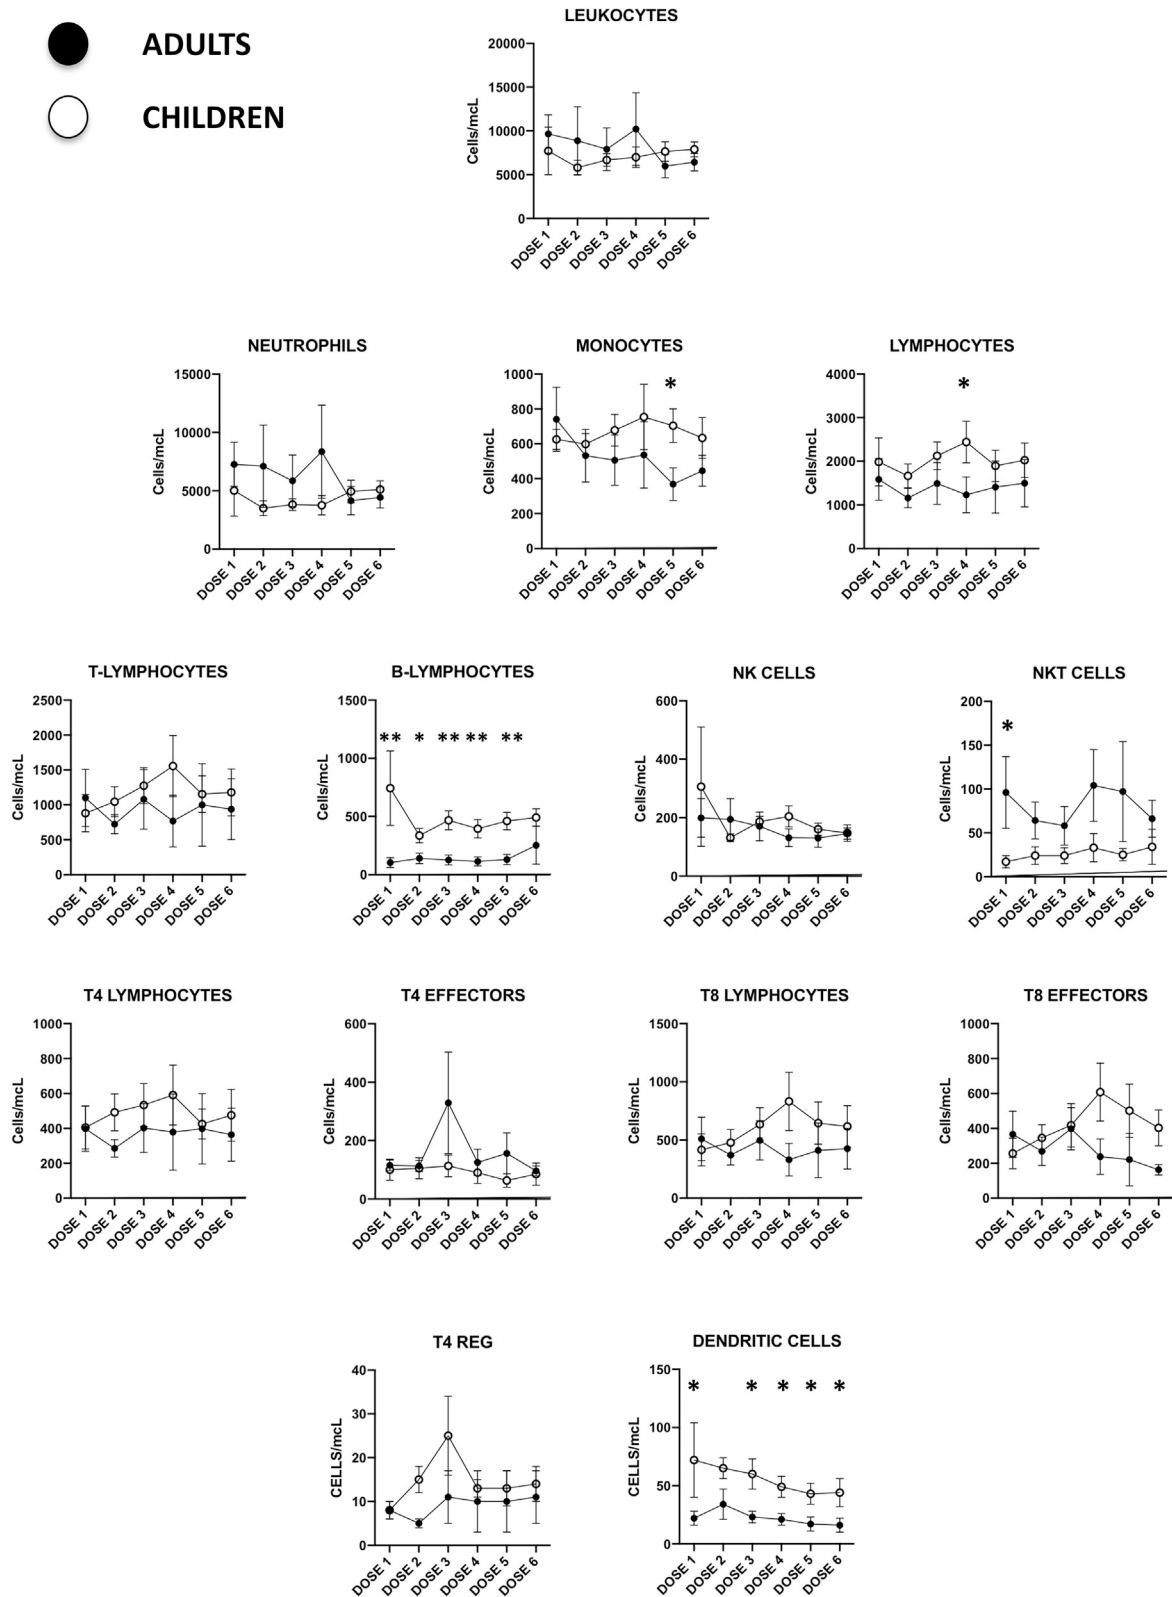 ADULTS
CHILDREN
LEUKOCYTES
Cells/mcL
20000
15000
10000
5000
0
DOSE 1
DOSE 2
DOSE 3
DOSE 4
DOSE 5
DOSE 6
NEUTROPHILS
Cells/mcL
15000
10000
5000
0
DOSE 1
DOSE 2
DOSE 3
DOSE 4
DOSE 5
DOSE 6
MONOCYTES
Cells/mcL
1000
800
600
400
200
0
*
DOSE 1
DOSE 2
DOSE 3
DOSE 4
DOSE 5
DOSE 6
LYMPHOCYTES
Cells/mcL
4000
3000
2000
1000
0
*
DOSE 1
DOSE 2
DOSE 3
DOSE 4
DOSE 5
DOSE 6
T-LYMPHOCYTES
Cells/mcL
2500
2000
1500
1000
500
0
DOSE 1
DOSE 2
DOSE 3
DOSE 4
DOSE 5
DOSE 6
B-LYMPHOCYTES
Cells/mcL
1500
1000
500
0
** * ** ** **
DOSE 1
DOSE 2
DOSE 3
DOSE 4
DOSE 5
DOSE 6
NK CELLS
Cells/mcL
600
400
200
0
DOSE 1
DOSE 2
DOSE 3
DOSE 4
DOSE 5
DOSE 6
NKT CELLS
Cells/mcL
200
150
100
50
0
*
DOSE 1
DOSE 2
DOSE 3
DOSE 4
DOSE 5
DOSE 6
T4 LYMPHOCYTES
Cells/mcL
1000
800
600
400
200
0
DOSE 1
DOSE 2
DOSE 3
DOSE 4
DOSE 5
DOSE 6
T4 EFFECTORS
Cells/mcL
600
400
200
0
DOSE 1
DOSE 2
DOSE 3
DOSE 4
DOSE 5
DOSE 6
T8 LYMPHOCYTES
Cells/mcL
1500
1000
500
0
DOSE 1
DOSE 2
DOSE 3
DOSE 4
DOSE 5
DOSE 6
T8 EFFECTORS
Cells/mcL
1000
800
600
400
200
0
DOSE 1
DOSE 2
DOSE 3
DOSE 4
DOSE 5
DOSE 6
T4 REG
CELLS/mcL
40
30
20
10
0
DOSE 1
DOSE 2
DOSE 3
DOSE 4
DOSE 5
DOSE 6
DENDRITIC CELLS
CELLS/mcL
150
100
50
0
* * * * *
DOSE 1
DOSE 2
DOSE 3
DOSE 4
DOSE 5
DOSE 6